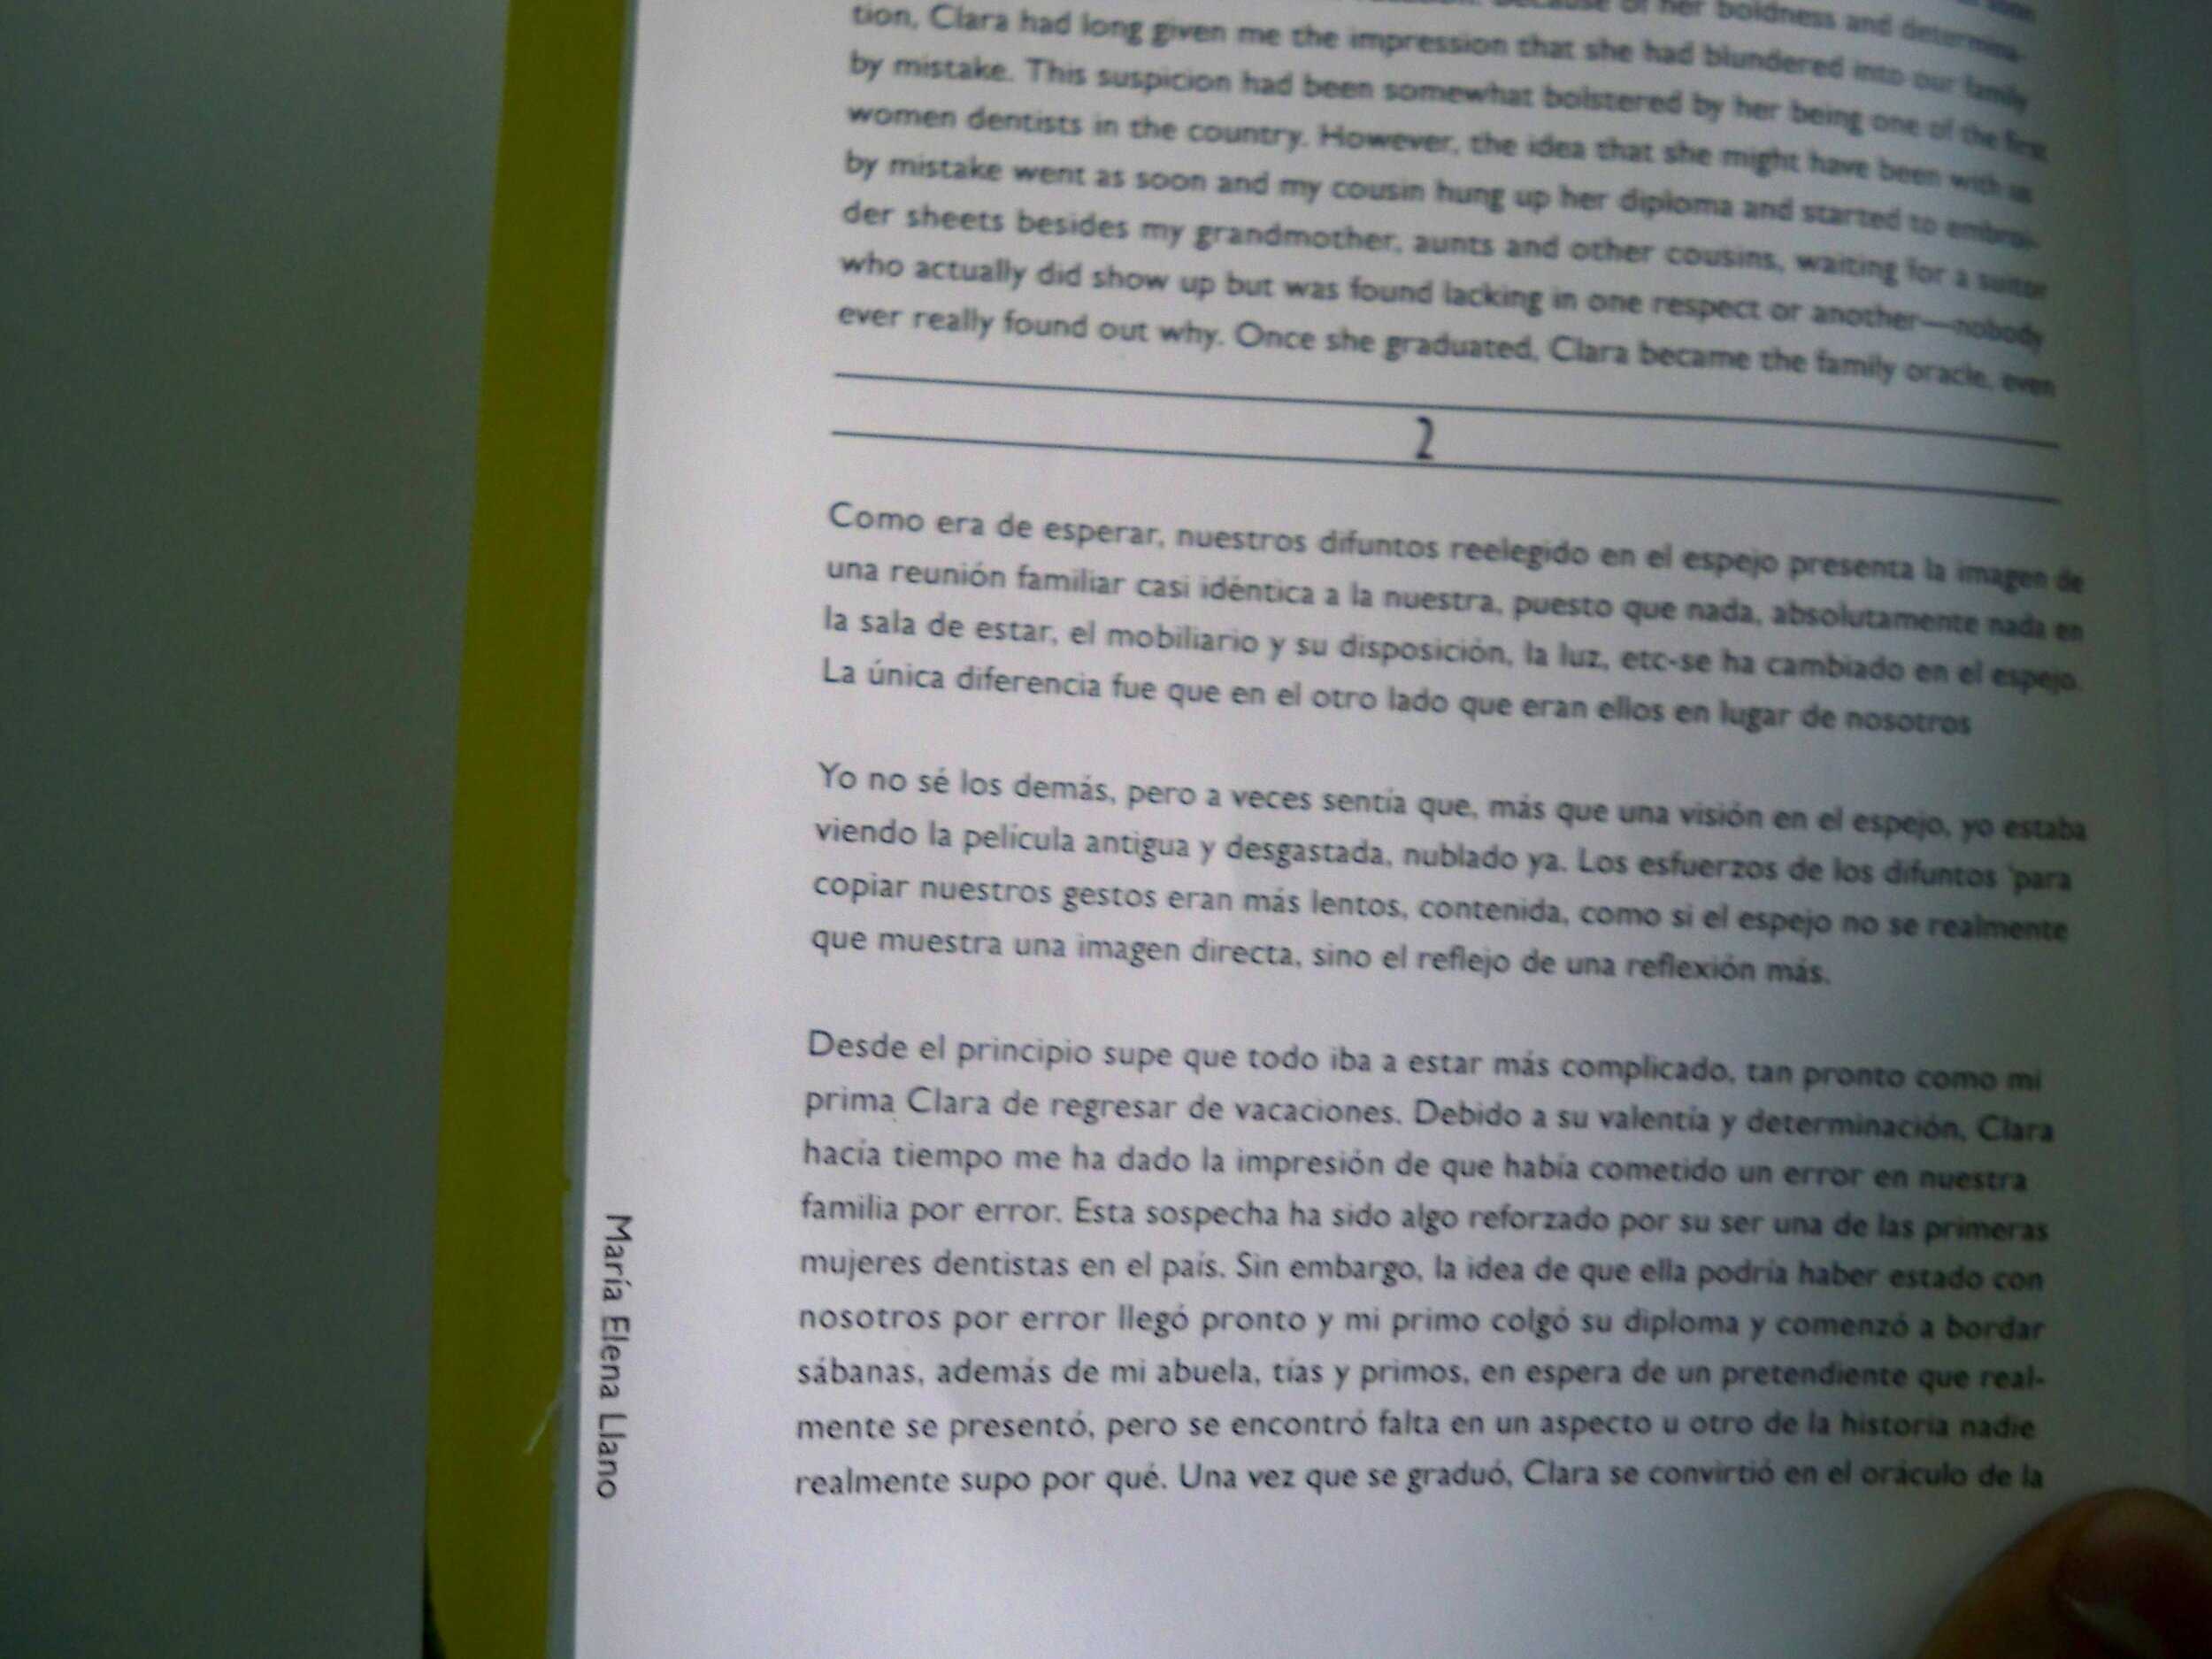 her boldness and determina-
tion, Clara had long given me the impression that she had blundered into our family
by mistake. This suspicion had been somewhat bolstered by her being one of the first
women dentists in the country. However, the idea that she might have been with us
by mistake went as soon and my cousin hung up her diploma and started to embroi-
der sheets besides my grandmother, aunts and other cousins, waiting for a suitor
who actually did show up but was found lacking in one respect or another—nobody
ever really found out why. Once she graduated, Clara became the family oracle, even
2
Como era de esperar, nuestros difuntos reelegido en el espejo presenta la imagen de
una reunión familiar casi idéntica a la nuestra, puesto que nada, absolutamente nada en
la sala de estar, el mobiliario y su disposición, la luz, etc-se ha cambiado en el espejo.
La única diferencia fue que en el otro lado que eran ellos en lugar de nosotros
Yo no sé los demás, pero a veces sentía que, más que una visión en el espejo, yo estaba
viendo la película antigua y desgastada, nublado ya. Los esfuerzos de los difuntos 'para
copiar nuestros gestos eran más lentos, contenida, como si el espejo no se realmente
que muestra una imagen directa, sino el reflejo de una reflexión más.
Desde el principio supe que todo iba a estar más complicado, tan pronto como mi
prima Clara de regresar de vacaciones. Debido a su valentía y determinación, Clara
hacía tiempo me ha dado la impresión de que había cometido un error en nuestra
familia por error. Esta sospecha ha sido algo reforzado por su ser una de las primeras
mujeres dentistas en el país. Sin embargo, la idea de que ella podría haber estado con
nosotros por error llegó pronto y mi primo colgó su diploma y comenzó a bordar
sábanas, además de mi abuela, tías y primos, en espera de un pretendiente que real-
mente se presentó, pero se encontró falta en un aspecto u otro de la historia nadie
realmente supo por qué. Una vez que se graduó, Clara se convirtió en el oráculo de la
María Elena Llano